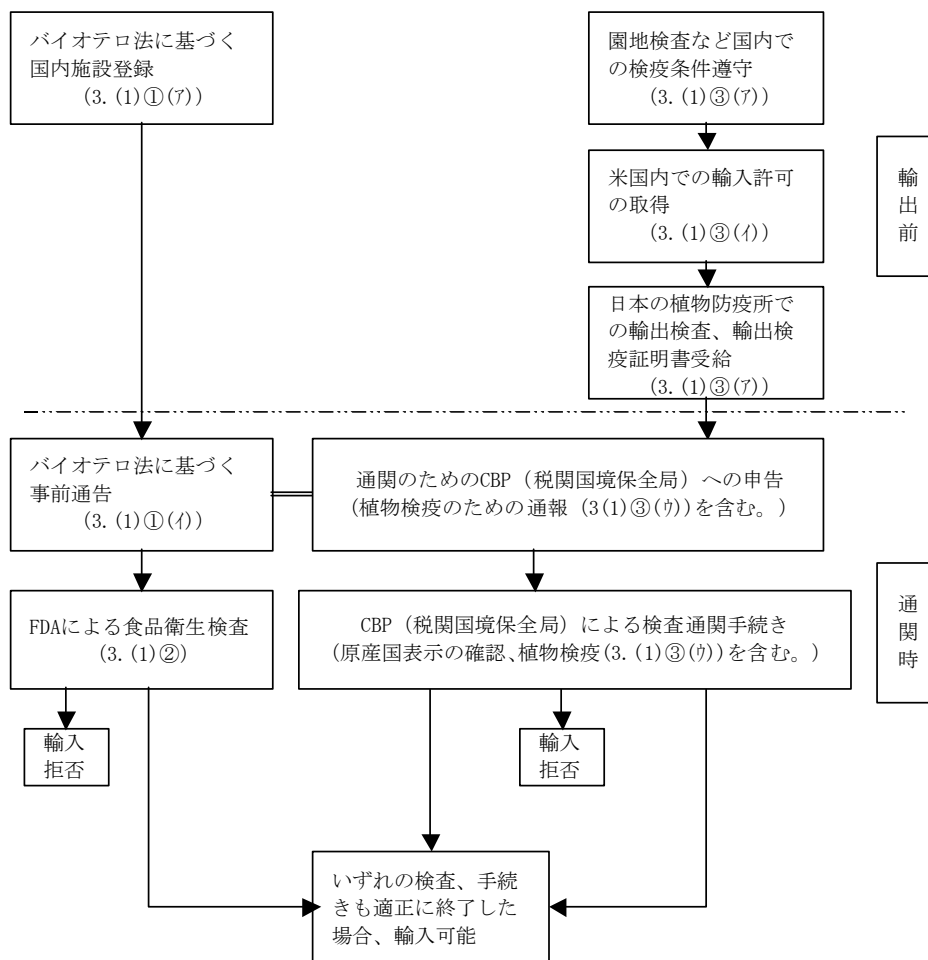 バイオテロ法に基づく
国内施設登録
(3. (1)①(ｱ))
園地検査など国内で
の検疫条件遵守
(3. (1)③(ｱ))
米国内での輸入許可
の取得
(3. (1)③(ｲ))
輸出前
日本の植物防疫所で
の輸出検査、輸出検
疫証明書受給
(3. (1)③(ｱ))
バイオテロ法に基づく
事前通告
(3. (1)①(ｲ))
通関のためのCBP（税関国境保全局）への申告
(植物検疫のための通報（3(1)③(ｳ))を含む。)
FDAによる食品衛生検査
(3. (1)②)
CBP（税関国境保全局）による検査通関手続き
(原産国表示の確認、植物検疫(3. (1)③(ｳ))を含む。)
通関時
輸入
拒否
輸入
拒否
いずれの検査、手続
きも適正に終了した
場合、輸入可能